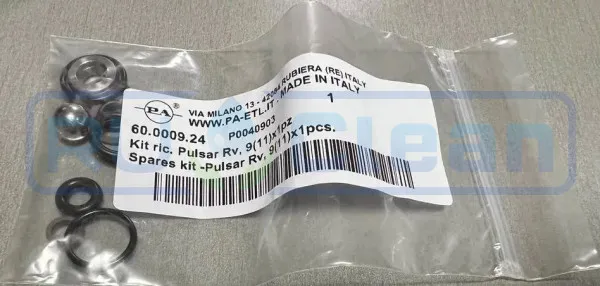 PA
VIA MILANO 13 - 42048 RUBIERA (RE) ITALY
WWW.PA-ETL.IT - MADE IN ITALY
60.0009.24 P0040903 1
Kit ric. Pulsar Rv, 9(11)x1pz
Spares kit -Pulsar Rv, 9(11)x1pcs.